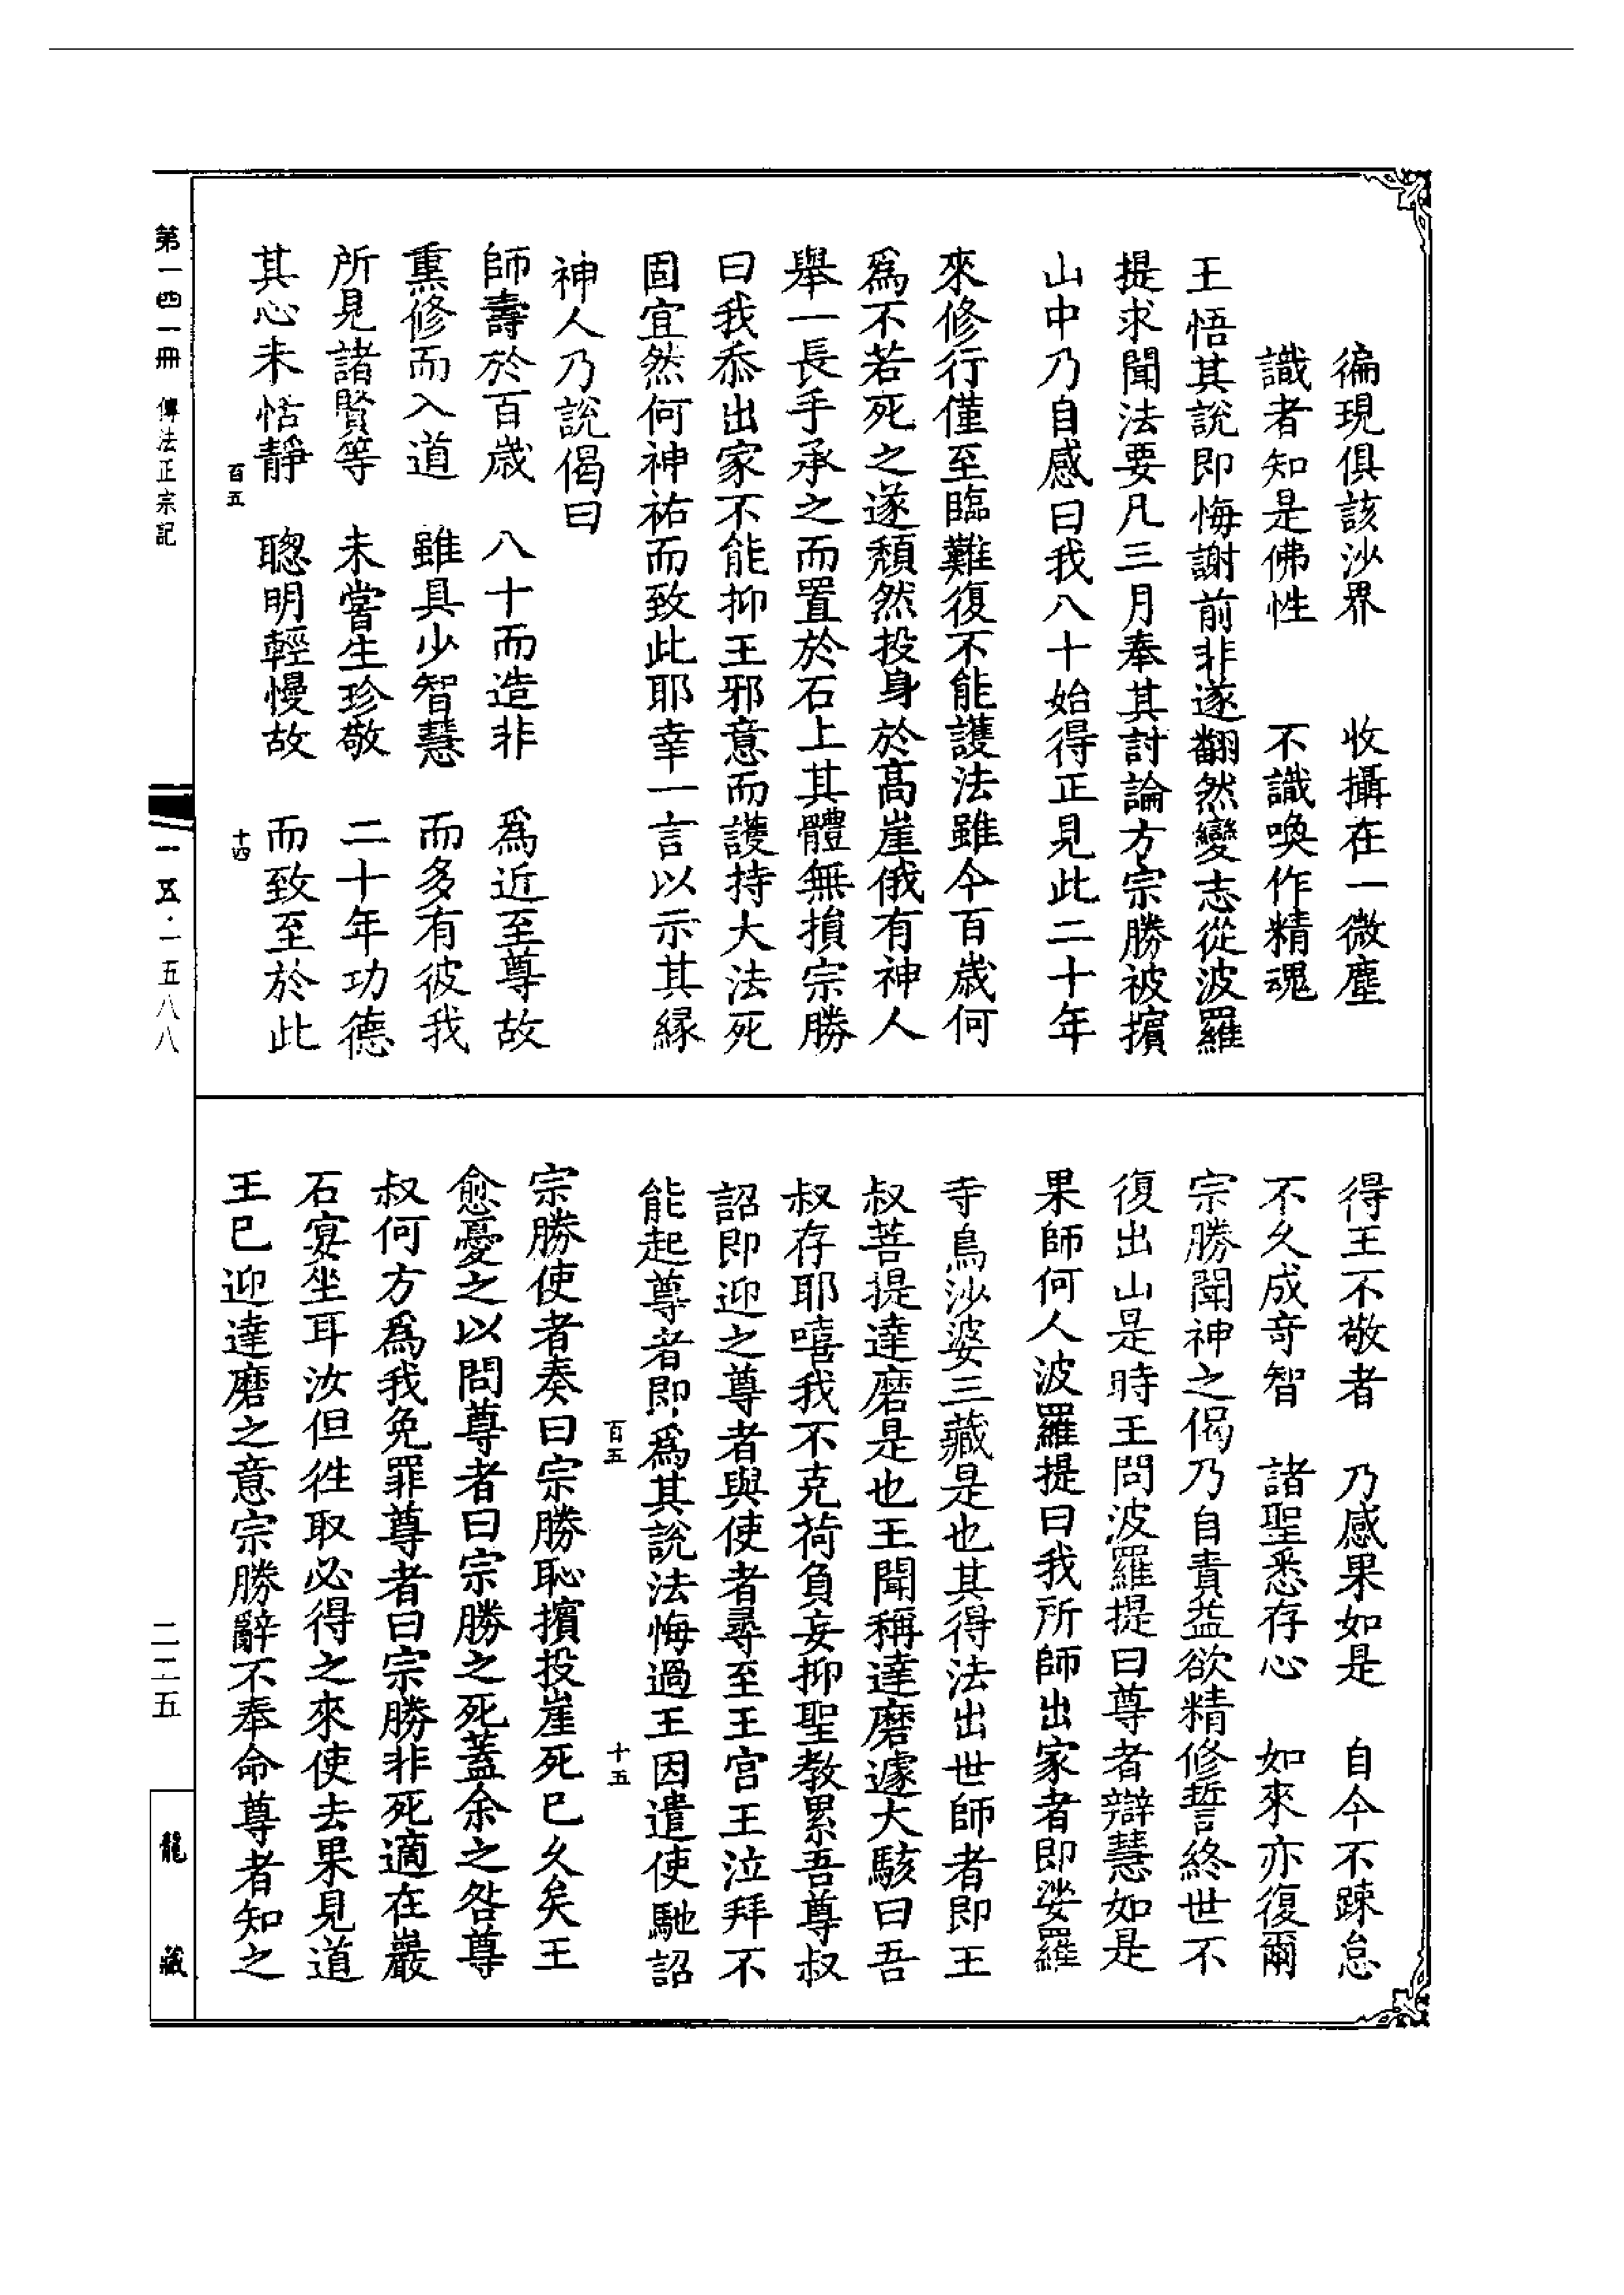 徧現俱該沙界　收攝在一微塵
識者知是佛性　不識喚作精魂
王悟其說即悔謝前非遂翻然變志從波羅
提求聞法要凡三月奉其討論方宗勝被擯
山中乃自感曰我八十始得正見此二十年
來修行僅至臨難復不能護法雖今百歲何
爲不若死之遂頹然投身於高崖俄有神人
舉一長手承之而置於石上其體無損宗勝
曰我忝出家不能抑王邪意而護持大法死
固宜然何神祐而致此耶幸一言以示其緣
神人乃說偈曰
師壽於百歲　八十而造非　爲近至尊故
熏修而入道　雖具少智慧　而多有彼我
所見諸賢等　未嘗生珍敬　二十年功德
其心未恬靜　聰明輕慢故　而致至於此
百五
十四
得王不敬者　乃感果如是　自今不踈怠
不久成竒智　諸聖悉存心　如來亦復爾
宗勝聞神之偈乃自責益欲精修誓終世不
復出山是時王問波羅提曰尊者辯慧如是
果師何人波羅提曰我所師出家者即娑羅
寺烏沙婆三藏是也其得法出世師者即王
叔菩提達磨是也王聞稱達磨遽大駭曰吾
叔存耶嘻我不克荷負妄抑聖教累吾尊叔
詔即迎之尊者與使者尋至王宫王泣拜不
能起尊者即爲其說法悔過王因遣使馳詔
百五
十五
宗勝使者奏曰宗勝恥擯投崖死已久矣王
愈憂之以問尊者曰宗勝之死蓋余之咎尊
叔何方爲我免罪尊者曰宗勝非死適在巖
石宴坐耳汝但徃取必得之來使去果見道
王已迎達磨之意宗勝辭不奉命尊者知之
第一四一冊　傳法正宗記
一一五·一五八八
二二五
龍藏